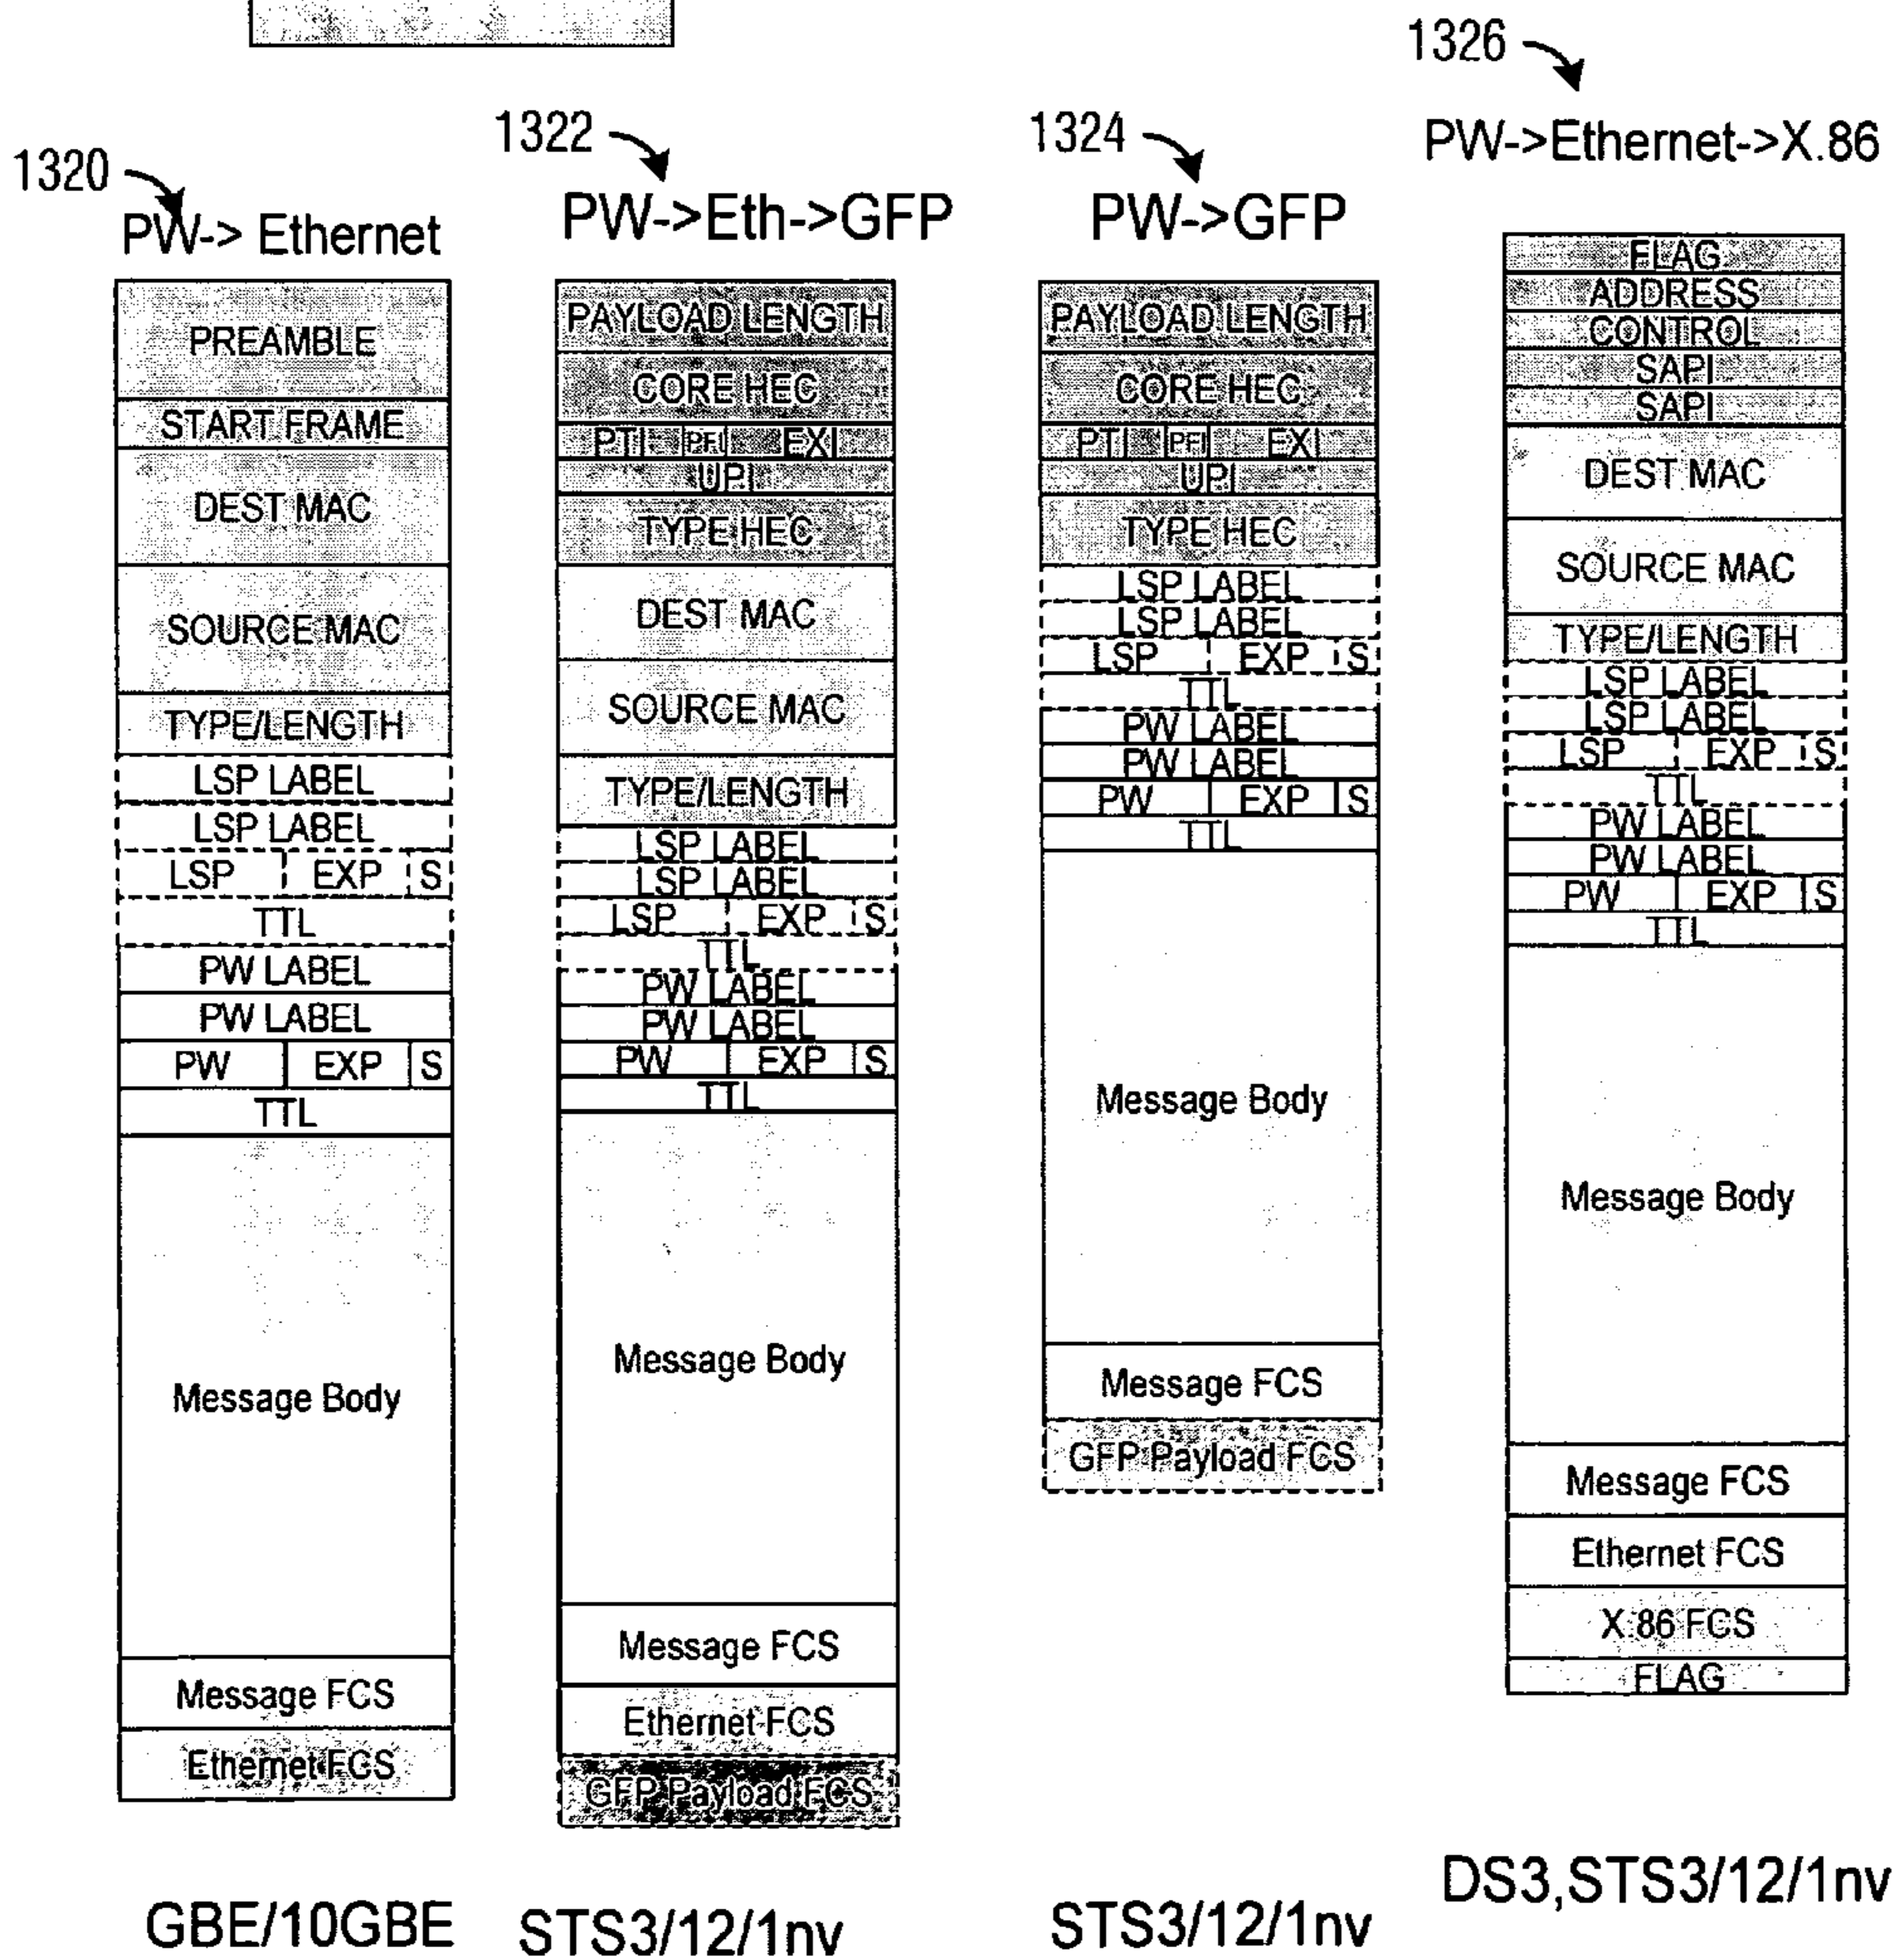 1320
PW-> Ethernet
PREAMBLE
START FRAME
DEST MAC
SOURCE MAC
TYPE/LENGTH
LSP LABEL
LSP LABEL
LSP EXP S
TTL
PW LABEL
PW LABEL
PW EXP S
TTL
Message Body
Message FCS
Ethernet FCS
GBE/10GBE
1322
PW->Eth->GFP
PAYLOAD LENGTH
CORE HEC
PTI PFI EXI
UPI
TYPE HEC
DEST MAC
SOURCE MAC
TYPE/LENGTH
LSP LABEL
LSP LABEL
LSP EXP S
TTL
PW LABEL
PW LABEL
PW EXP S
TTL
Message Body
Message FCS
Ethernet FCS
GFP Payload FCS
STS3/12/1nv
1324
PW->GFP
PAYLOAD LENGTH
CORE HEC
PTI PFI EXI
UPI
TYPE HEC
LSP LABEL
LSP LABEL
LSP EXP S
TTL
PW LABEL
PW LABEL
PW EXP S
TTL
Message Body
Message FCS
GFP Payload FCS
STS3/12/1nv
1326
PW->Ethernet->X.86
FLAG
ADDRESS
CONTROL
SAPI
SAPI
DEST MAC
SOURCE MAC
TYPE/LENGTH
LSP LABEL
LSP LABEL
LSP EXP S
TTL
PW LABEL
PW LABEL
PW EXP S
TTL
Message Body
Message FCS
Ethernet FCS
X.86 FCS
FLAG
DS3,STS3/12/1nv